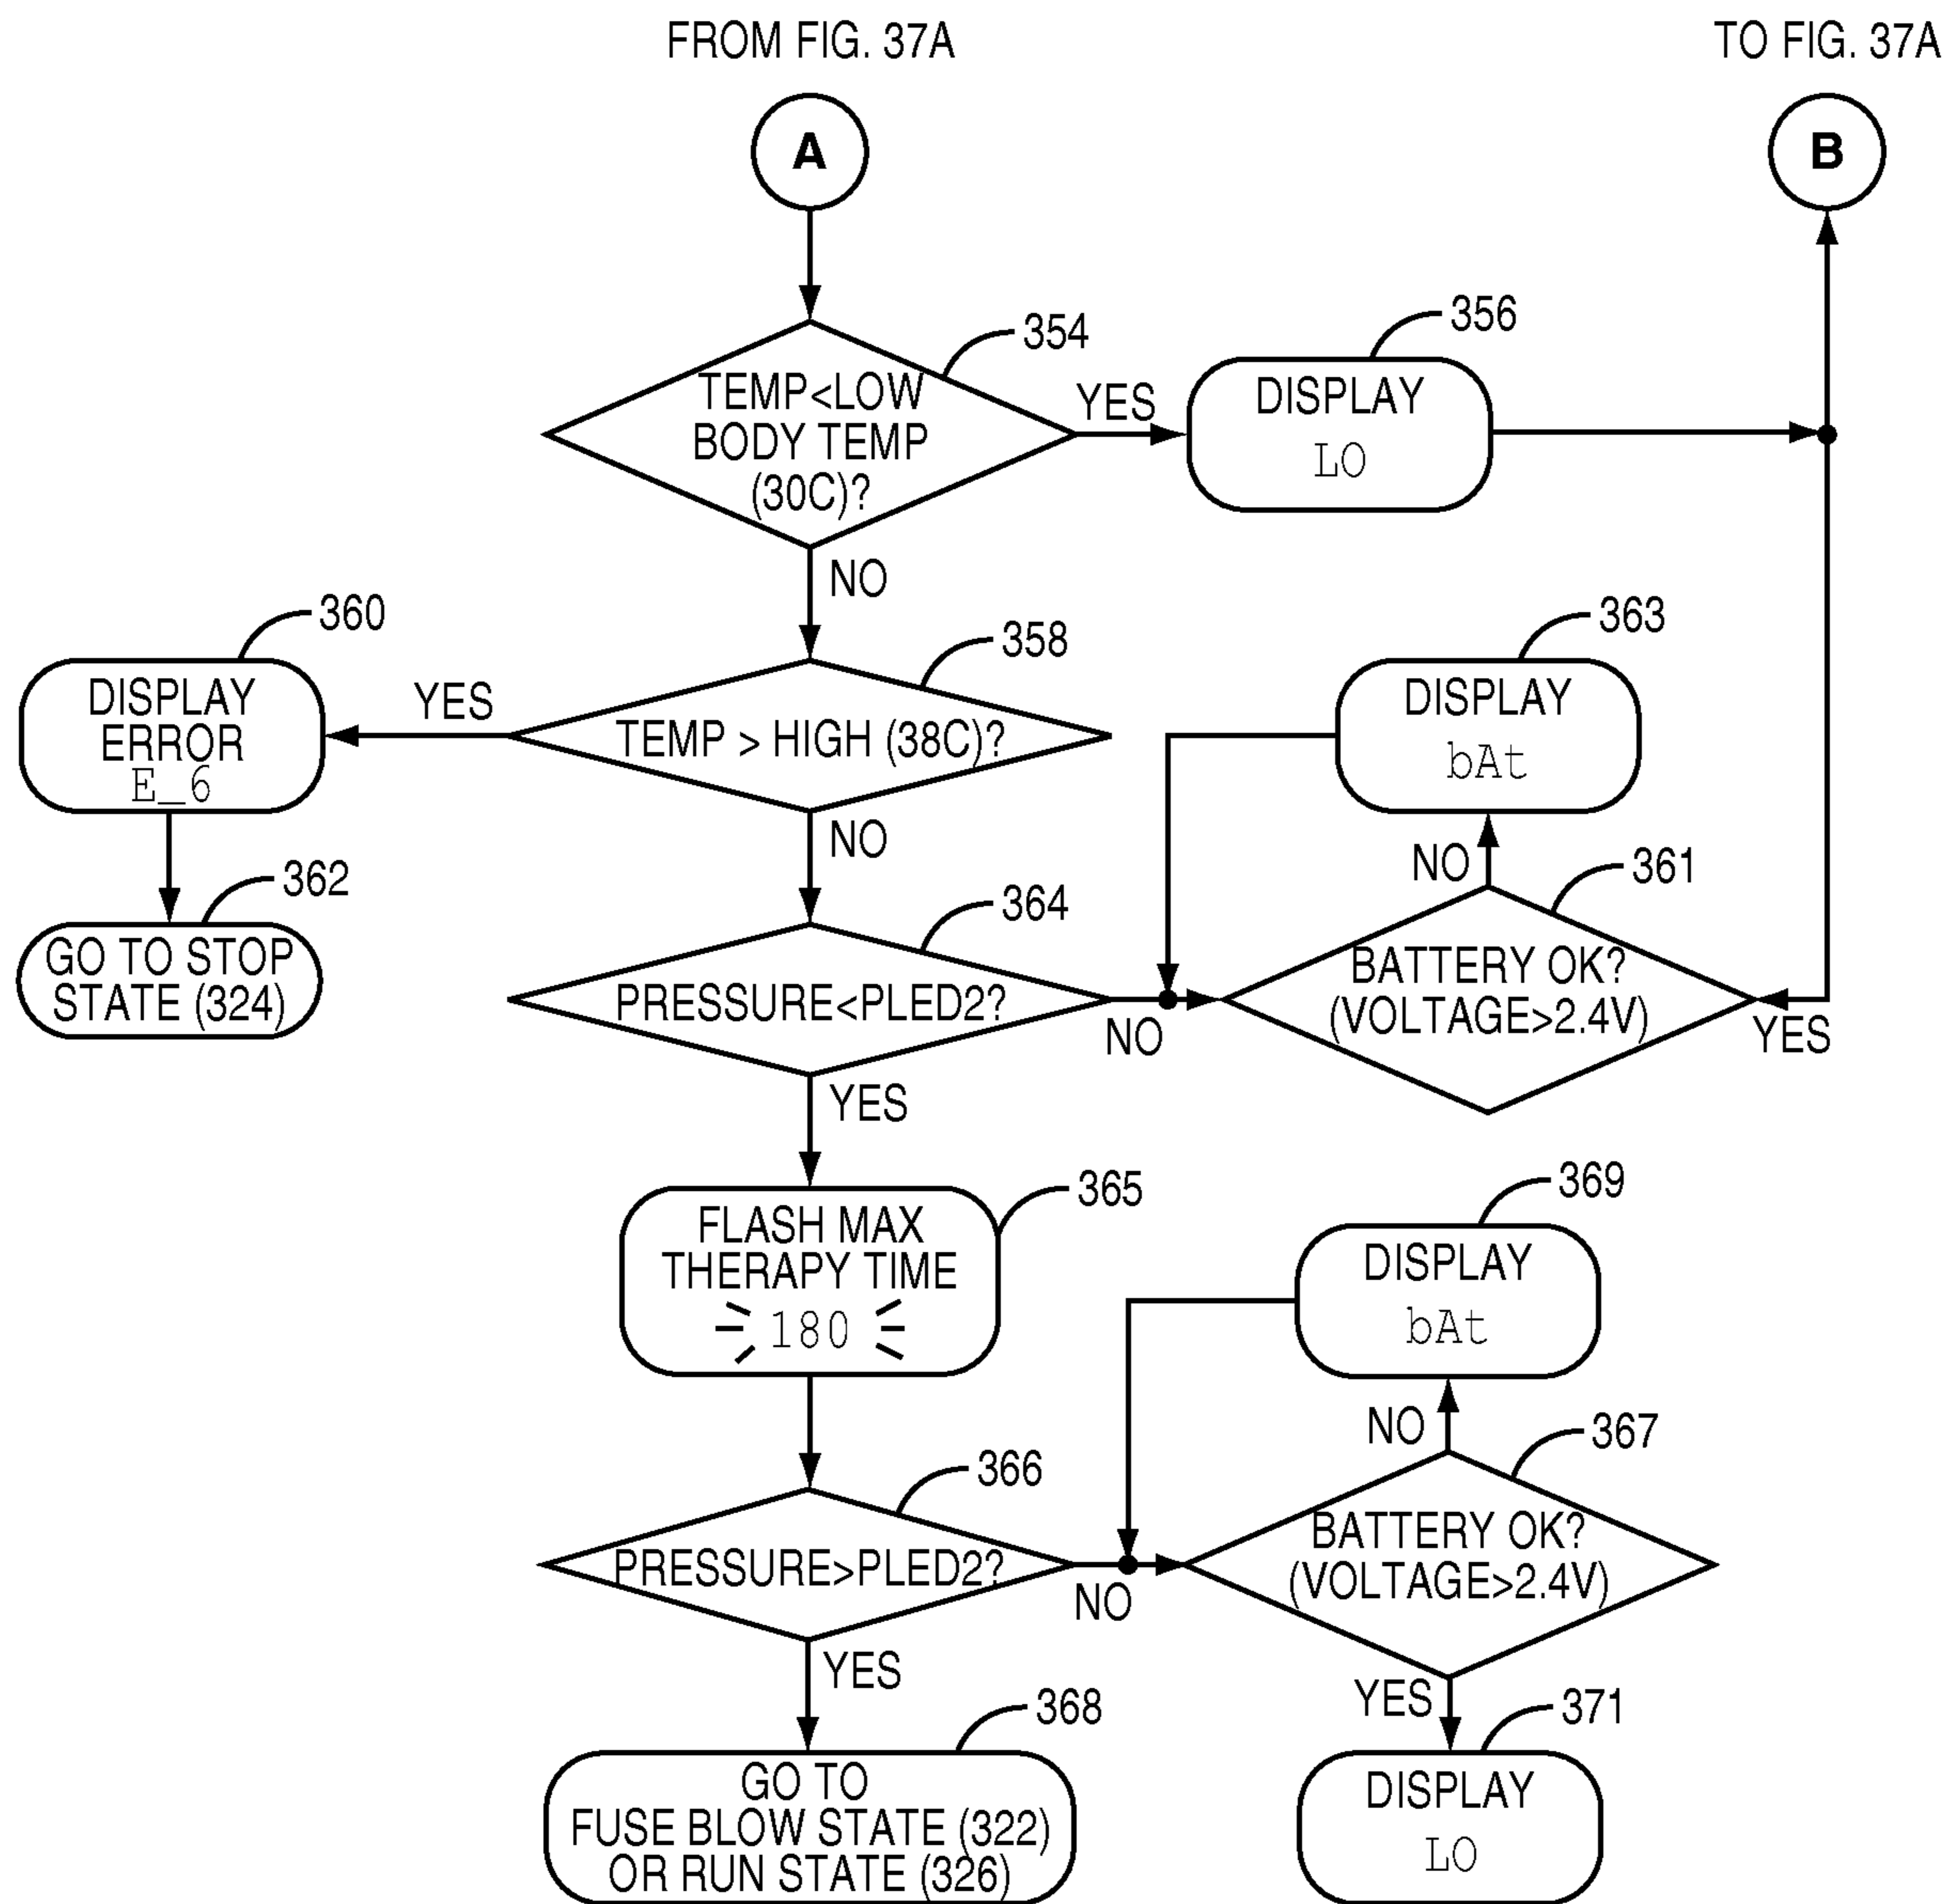 FROM FIG. 37A
TO FIG. 37A
A
B
354
TEMP<LOW
BODY TEMP
(30C)?
YES
356
DISPLAY
LO
NO
358
TEMP > HIGH (38C)?
YES
360
DISPLAY
ERROR
E_6
362
GO TO STOP
STATE (324)
NO
363
DISPLAY
bAt
NO
361
BATTERY OK?
(VOLTAGE>2.4V)
YES
364
PRESSURE<PLED2?
NO
YES
365
FLASH MAX
THERAPY TIME
180
369
DISPLAY
bAt
NO
367
BATTERY OK?
(VOLTAGE>2.4V)
366
PRESSURE>PLED2?
NO
YES
368
GO TO
FUSE BLOW STATE (322)
OR RUN STATE (326)
YES
371
DISPLAY
LO